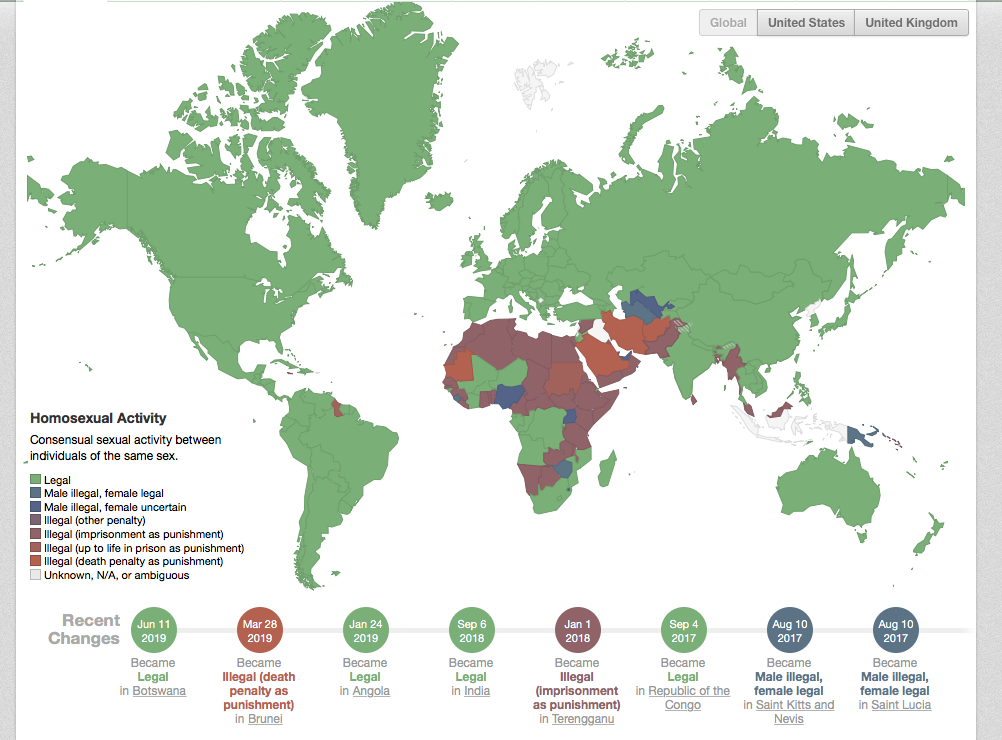 Global United States United Kingdom
Homosexual Activity
Consensual sexual activity between
individuals of the same sex.
Legal
Male illegal, female legal
Male illegal, female uncertain
Illegal (other penalty)
Illegal (imprisonment as punishment)
Illegal (up to life in prison as punishment)
Illegal (death penalty as punishment)
Unknown, N/A, or ambiguous
Recent
Changes
Jun 11
2019
Became
Legal
in Botswana
Mar 28
2019
Became
Illegal (death
penalty as
punishment)
in Brunei
Jan 24
2019
Became
Legal
in Angola
Sep 6
2018
Became
Legal
in India
Jan 1
2018
Became
Illegal
(imprisonment
as punishment)
in Terengganu
Sep 4
2017
Became
Legal
in Republic of the
Congo
Aug 10
2017
Became
Male illegal,
female legal
in Saint Kitts and
Nevis
Aug 10
2017
Became
Male illegal,
female legal
in Saint Lucia